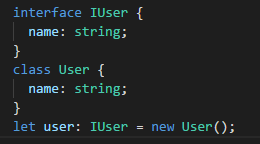 interface IUser {
  name: string;
}
class User {
  name: string;
}
let user: IUser = new User();